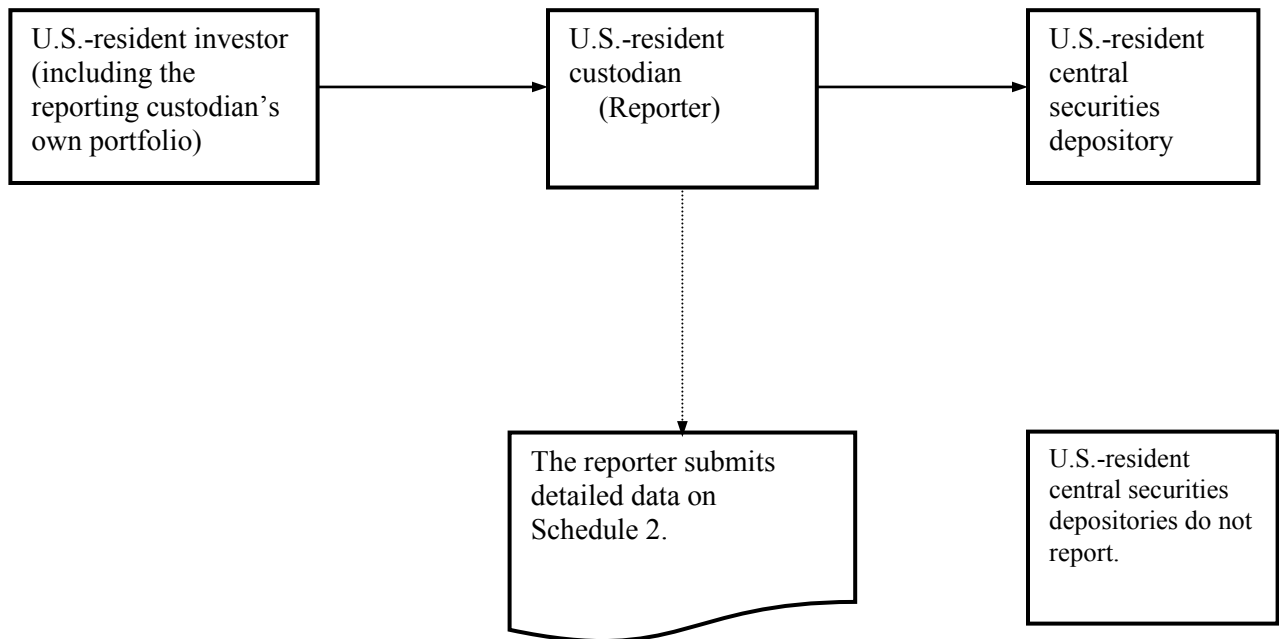 U.S.-resident investor
(including the
reporting custodian’s
own portfolio)
U.S.-resident
custodian
(Reporter)
U.S.-resident
central
securities
depository
The reporter submits
detailed data on
Schedule 2.
U.S.-resident
central securities
depositories do not
report.